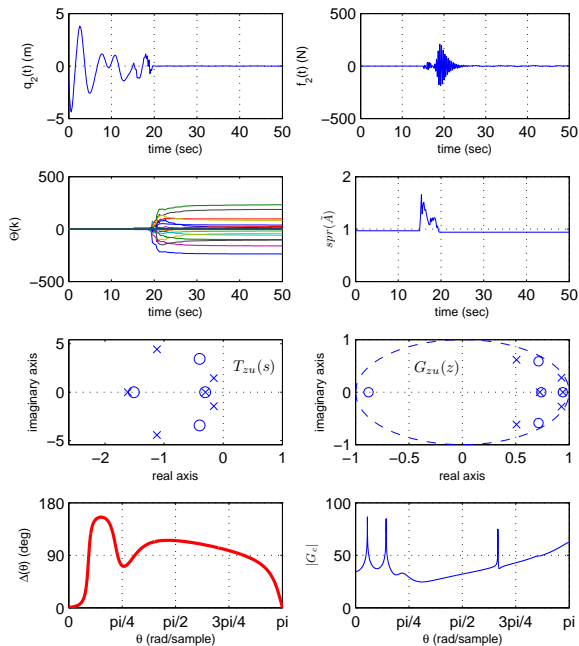 5
0
−5
0 10 20 30 40 50
time (sec)
q2(t) (m)
500
0
−500
0 10 20 30 40 50
time (sec)
f2(t) (N)
500
0
−500
0 10 20 30 40 50
time (sec)
Θ(k)
2
1
0
0 10 20 30 40 50
time (sec)
spr(Ã)
5
0
−5
−2 −1 0 1
real axis
imaginary axis
Tzu(s)
1
0.5
0
−0.5
−1
−1 −0.5 0 0.5 1
real axis
imaginary axis
Gzu(z)
180
90
0
0 pi/4 pi/2 3pi/4 pi
θ (rad/sample)
Δ(θ) (deg)
100
50
0
0 pi/4 pi/2 3pi/4 pi
θ (rad/sample)
|Gc|